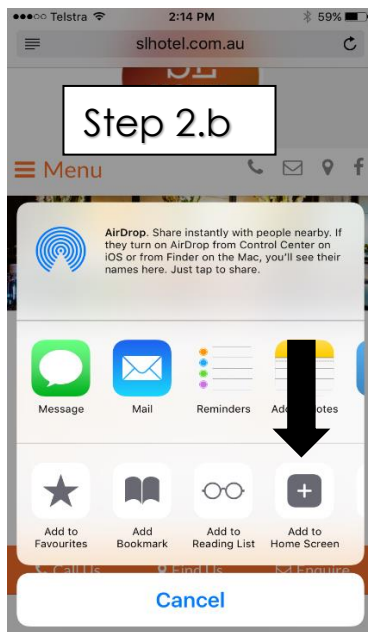 Telstra 2:14 PM 59%
slhotel.com.au
SL
Step 2.b
Menu f
AirDrop. Share instantly with people nearby. If
they turn on AirDrop from Control Center on
iOS or from Finder on the Mac, you'll see their
names here. Just tap to share.
Message Mail Reminders
Add to Favourites
Add Bookmark
Add to Reading List
Add to Home Screen
Call Us Find Us Enquire
Cancel